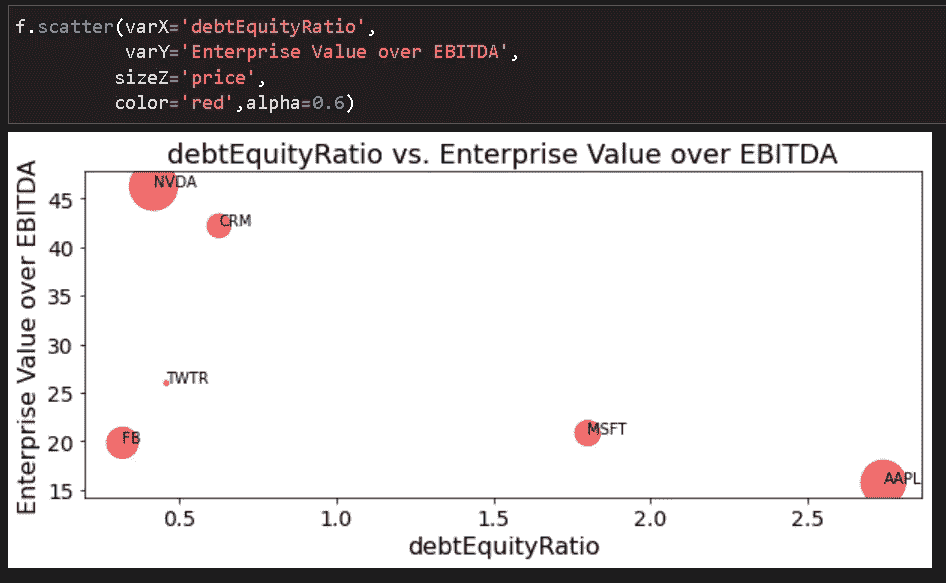 f.scatter(varX='debtEquityRatio',
varY='Enterprise Value over EBITDA',
sizeZ='price',
color='red',alpha=0.6)
debtEquityRatio vs. Enterprise Value over EBITDA
Enterprise Value over EBITDA
45
40
35
30
25
20
15
NVDA
CRM
TWTR
FB
MSFT
AAPL
0.5 1.0 1.5 2.0 2.5
debtEquityRatio